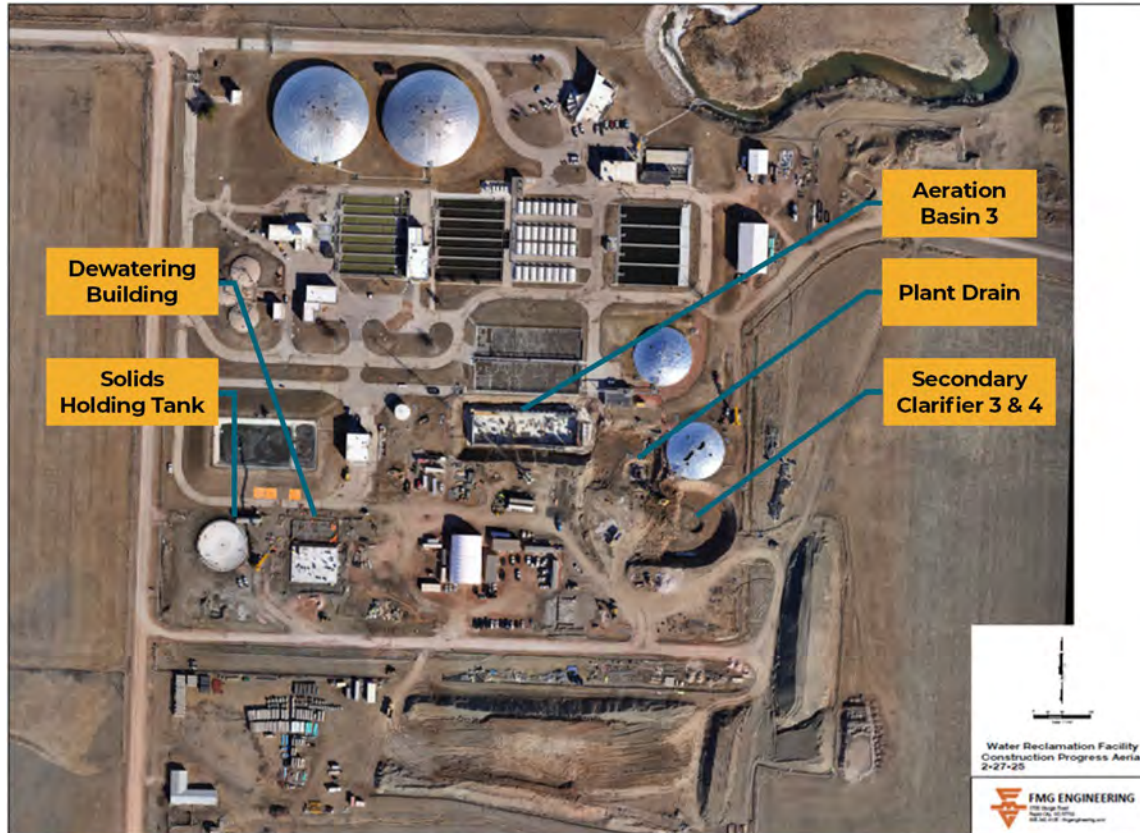 Aeration
Basin 3
Dewatering
Building
Plant Drain
Solids
Holding Tank
Secondary
Clarifier 3 & 4
Water Reclamation Facility
Construction Progress Aeria
2-27-25
FMG ENGINEERING